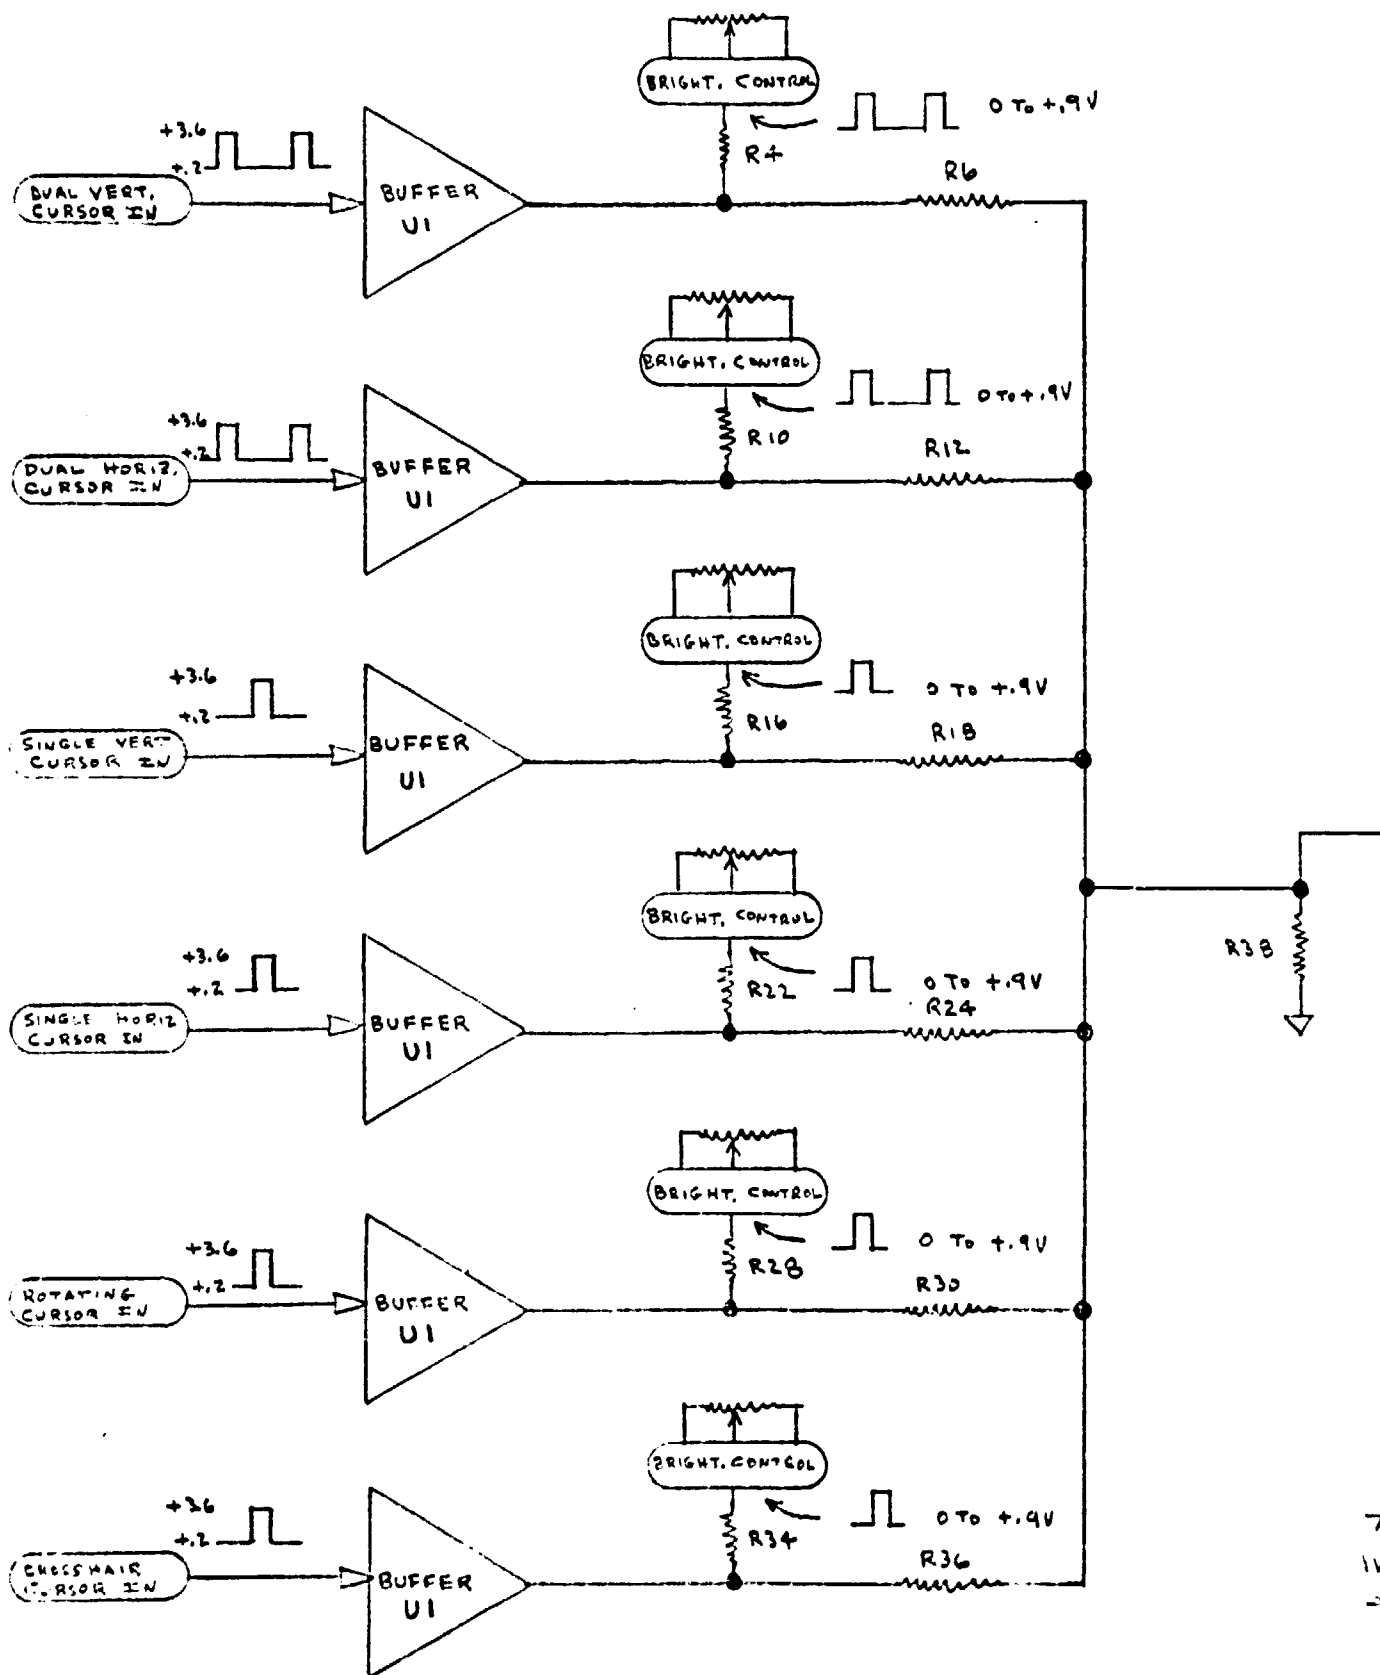 BRIGHT. CONTROL
0 TO +.9V
+3.6
+.2
R4
R6
DUAL VERT.
CURSOR IN
BUFFER
U1
BRIGHT. CONTROL
0 TO +.9V
+3.6
+.2
R10
R12
DUAL HORIZ.
CURSOR IN
BUFFER
U1
BRIGHT. CONTROL
0 TO +.9V
+3.6
+.2
R16
R18
SINGLE VERT
CURSOR IN
BUFFER
U1
BRIGHT. CONTROL
R38
+3.6
+.2
R22
0 TO +.9V
R24
SINGLE HORIZ
CURSOR IN
BUFFER
U1
BRIGHT. CONTROL
+3.6
+.2
R28
0 TO +.9V
R30
ROTATING
CURSOR IN
BUFFER
U1
BRIGHT. CONTROL
+3.6
+.2
R34
0 TO +.9V
R36
CROSSHAIR
CURSOR IN
BUFFER
U1